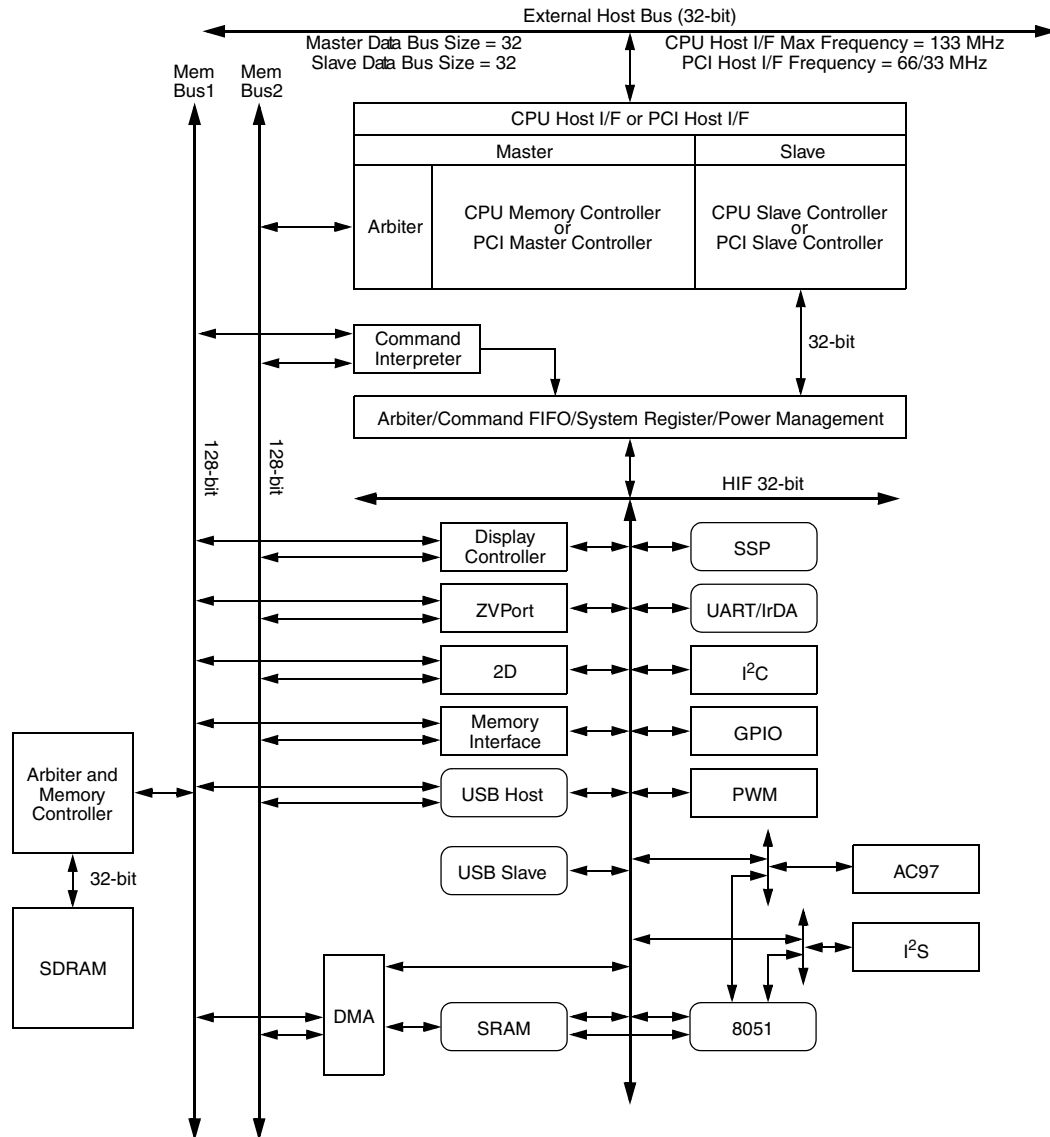 External Host Bus (32-bit)
Master Data Bus Size = 32
Slave Data Bus Size = 32
CPU Host I/F Max Frequency = 133 MHz
PCI Host I/F Frequency = 66/33 MHz
Mem
Bus1
Mem
Bus2
CPU Host I/F or PCI Host I/F
Master
Slave
Arbiter
CPU Memory Controller
or
PCI Master Controller
CPU Slave Controller
or
PCI Slave Controller
Command
Interpreter
32-bit
Arbiter/Command FIFO/System Register/Power Management
128-bit
128-bit
HIF 32-bit
Display
Controller
SSP
ZVPort
UART/IrDA
2D
I²C
Memory
Interface
GPIO
Arbiter and
Memory
Controller
USB Host
PWM
USB Slave
AC97
32-bit
SDRAM
I²S
DMA
SRAM
8051